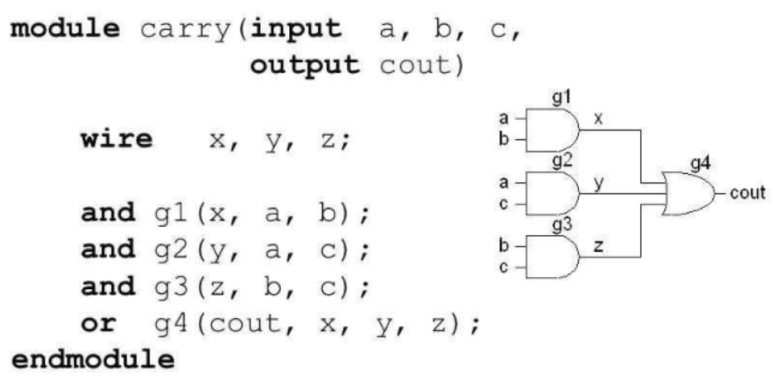 module carry(input a, b, c,
output cout)
wire x, y, z;
and g1(x, a, b);
and g2(y, a, c);
and g3(z, b, c);
or g4(cout, x, y, z);
endmodule
g1
a
b
x
g2
a
c
y
g3
b
c
z
g4
cout